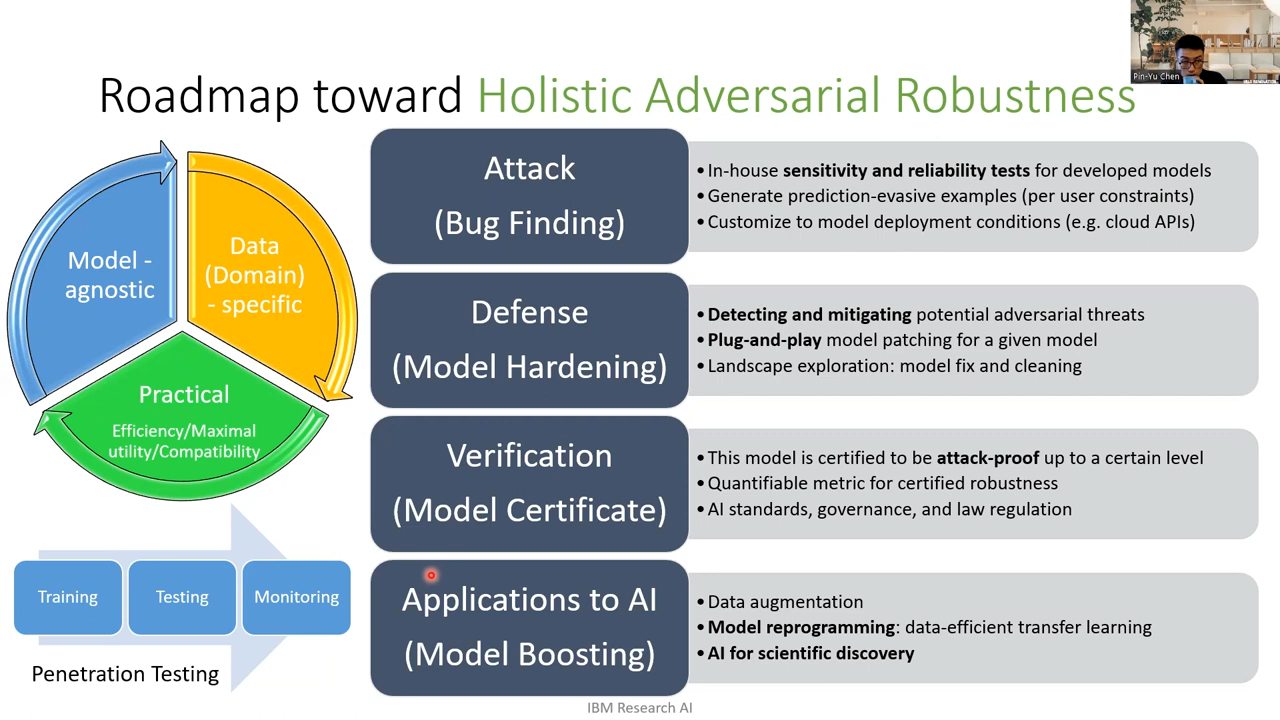 Pin-Yu Chen
Roadmap toward Holistic Adversarial Robustness
Model -
agnostic
Data
(Domain)
- specific
Practical
Efficiency/Maximal
utility/Compatibility
Training
Testing
Monitoring
Penetration Testing
Attack
(Bug Finding)
•In-house sensitivity and reliability tests for developed models
•Generate prediction-evasive examples (per user constraints)
•Customize to model deployment conditions (e.g. cloud APIs)
Defense
(Model Hardening)
•Detecting and mitigating potential adversarial threats
•Plug-and-play model patching for a given model
•Landscape exploration: model fix and cleaning
Verification
(Model Certificate)
•This model is certified to be attack-proof up to a certain level
•Quantifiable metric for certified robustness
•AI standards, governance, and law regulation
Applications to AI
(Model Boosting)
•Data augmentation
•Model reprogramming: data-efficient transfer learning
•AI for scientific discovery
IBM Research AI